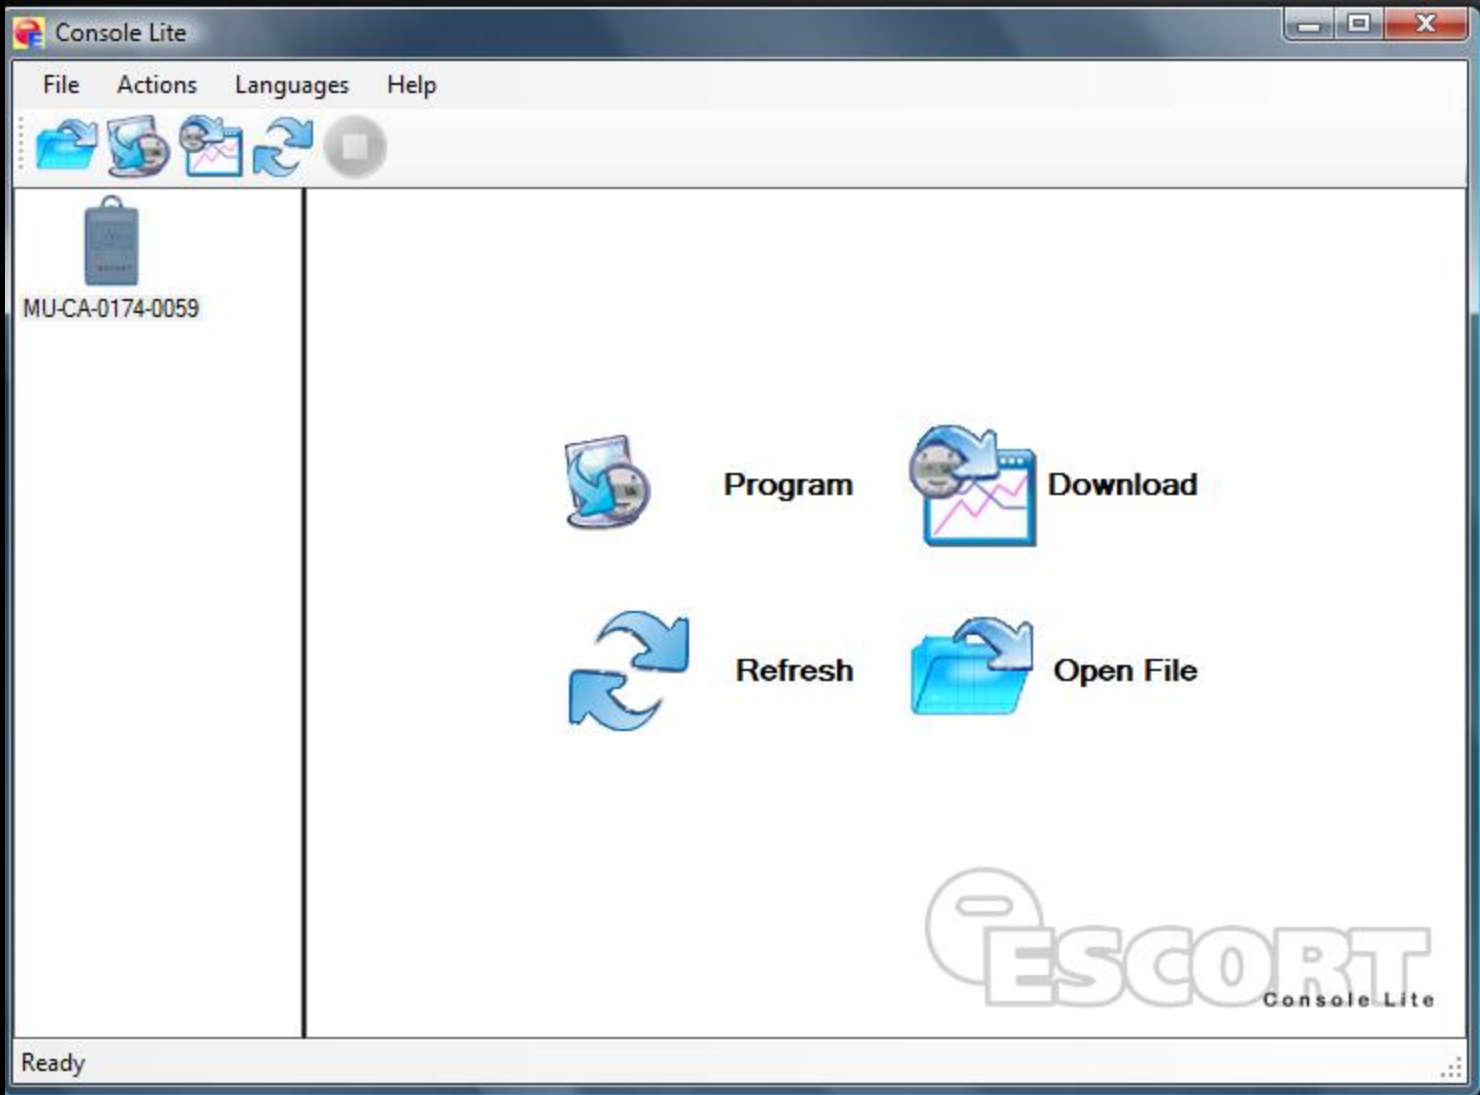 Console Lite
File Actions Languages Help
MU-CA-0174-0059
Program Download
Refresh Open File
ESCORT
Console Lite
Ready